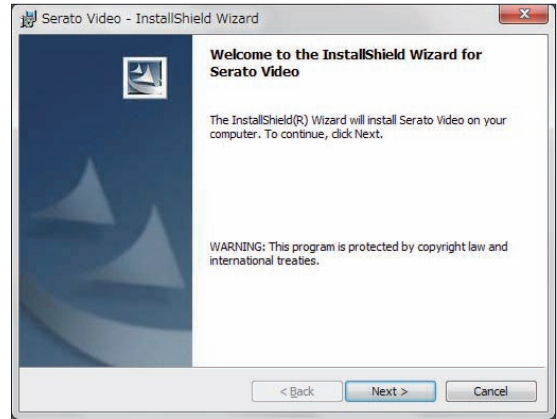 Serato Video - InstallShield Wizard
Welcome to the InstallShield Wizard for
Serato Video
The InstallShield(R) Wizard will install Serato Video on your
computer. To continue, click Next.
WARNING: This program is protected by copyright law and
international treaties.
< Back
Next >
Cancel